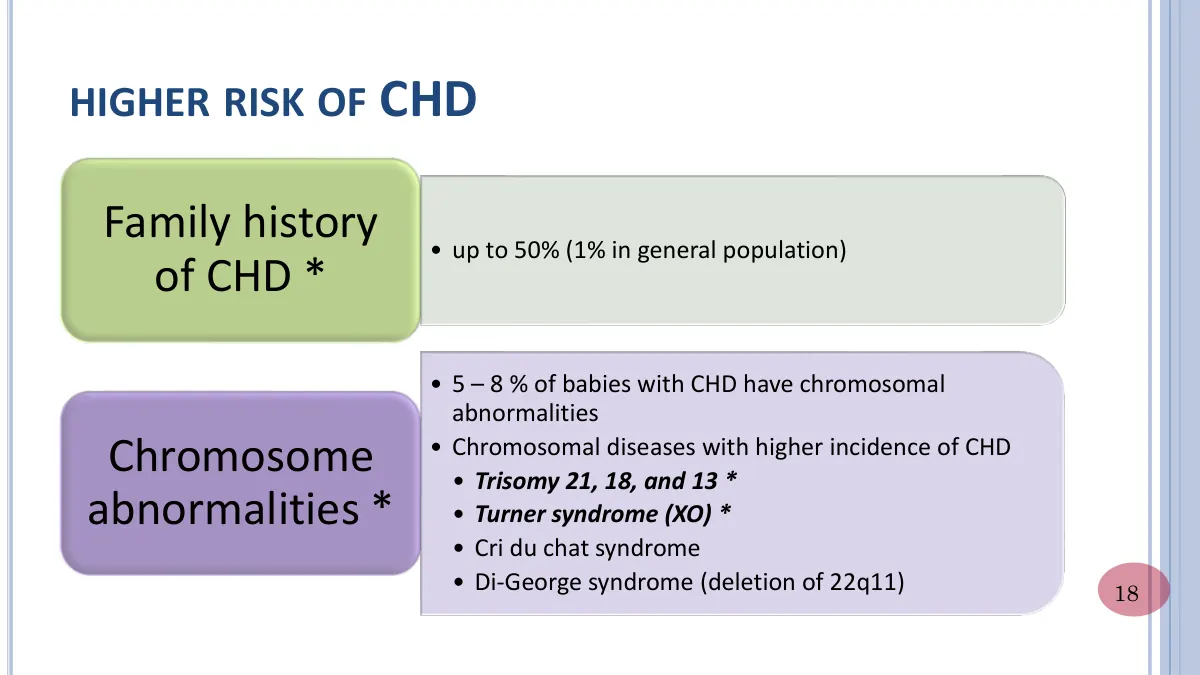 HIGHER RISK OF CHD
Family history
of CHD *
• up to 50% (1% in general population)
Chromosome
abnormalities *
• 5 – 8 % of babies with CHD have chromosomal
abnormalities
• Chromosomal diseases with higher incidence of CHD
• Trisomy 21, 18, and 13 *
• Turner syndrome (XO) *
• Cri du chat syndrome
• Di-George syndrome (deletion of 22q11)
18